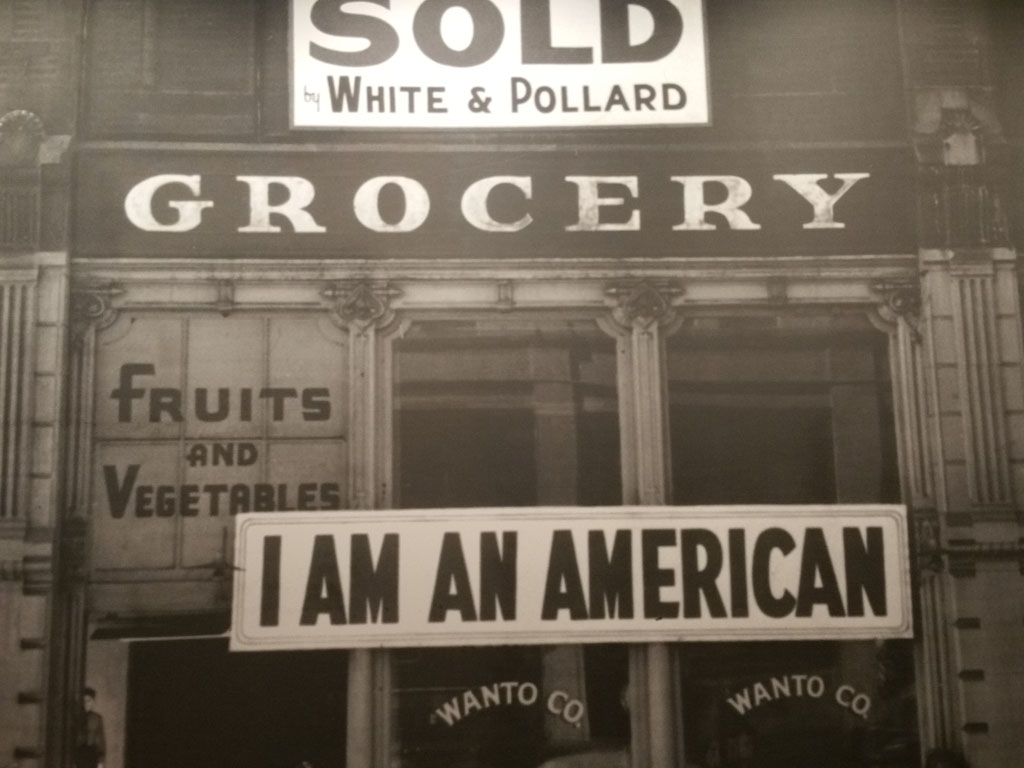 SOLD
by WHITE & POLLARD
GROCERY
FRUITS
AND
VEGETABLES
I AM AN AMERICAN
WANTO CO.
WANTO CO.